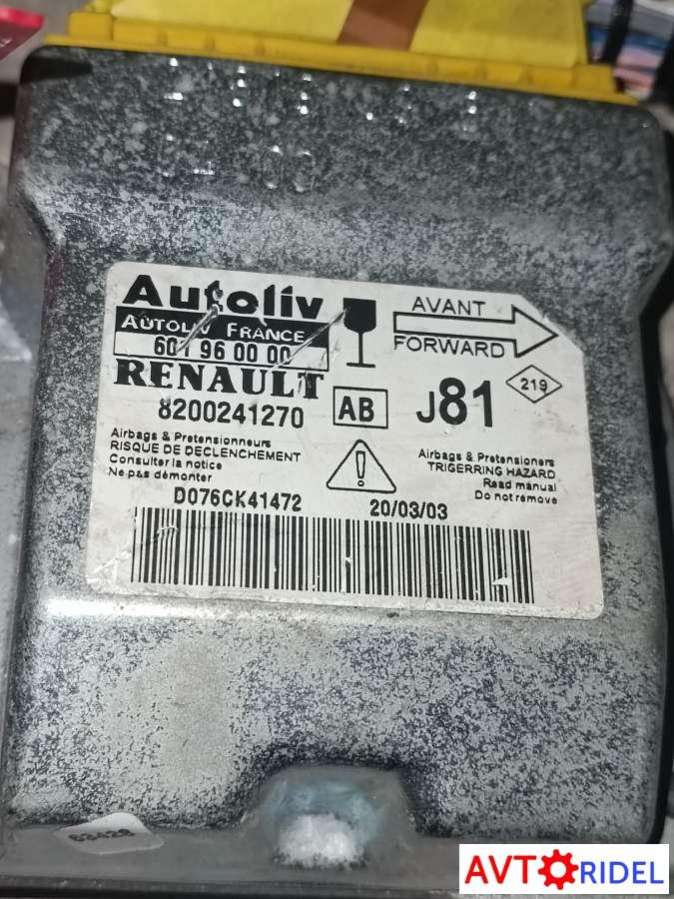 Autoliv
AUTOLIV FRANCE
601 96 00 00
RENAULT
8200241270
AB
AVANT
FORWARD
J81
219
Airbags & Pretensionneurs
RISQUE DE DECLENCHEMENT
Consulter la notice
Ne pas démonter
Airbags & Pretensioners
TRIGERRING HAZARD
Read manual
Do not remove
D076CK41472
20/03/03
AVTORIDEL